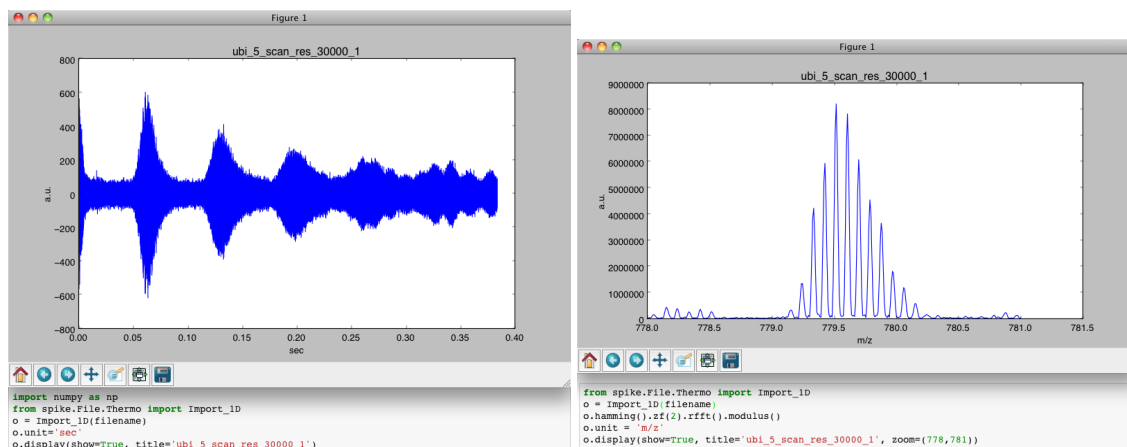 Figure 1
ubi_5_scan_res_30000_1
800
600
400
200
0
−200
−400
−600
−800
a.u.
0.00 0.05 0.10 0.15 0.20 0.25 0.30 0.35 0.40
sec
import numpy as np
from spike.File.Thermo import Import_1D
o = Import_1D(filename)
o.unit='sec'
o.display(show=True, title='ubi_5_scan_res_30000_1')
Figure 1
ubi_5_scan_res_30000_1
9000000
8000000
7000000
6000000
5000000
4000000
3000000
2000000
1000000
0
a.u.
778.0 778.5 779.0 779.5 780.0 780.5 781.0 781.5
m/z
from spike.File.Thermo import Import_1D
o = Import_1D(filename)
o.hamming().zf(2).rfft().modulus()
o.unit = 'm/z'
o.display(show=True, title='ubi_5_scan_res_30000_1', zoom=(778,781))